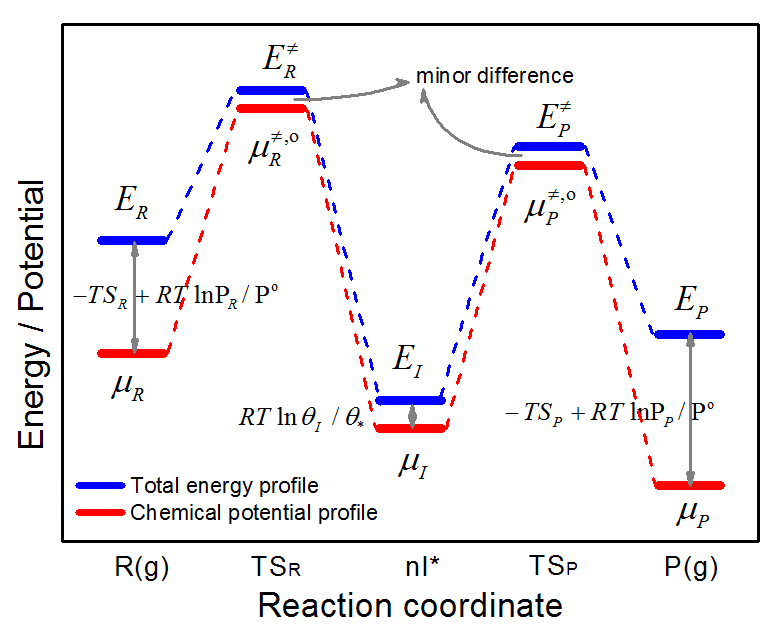 E_R^≠
minor difference
E_P^≠
μ_R^{≠,o}
E_R
μ_P^{≠,o}
−TS_R + RT lnP_R / P^o
E_P
μ_R
E_I
RT ln θ_I / θ_*
−TS_P + RT lnP_P / P^o
μ_I
Total energy profile
Chemical potential profile
μ_P
Energy / Potential
R(g) TS_R nI* TS_P P(g)
Reaction coordinate